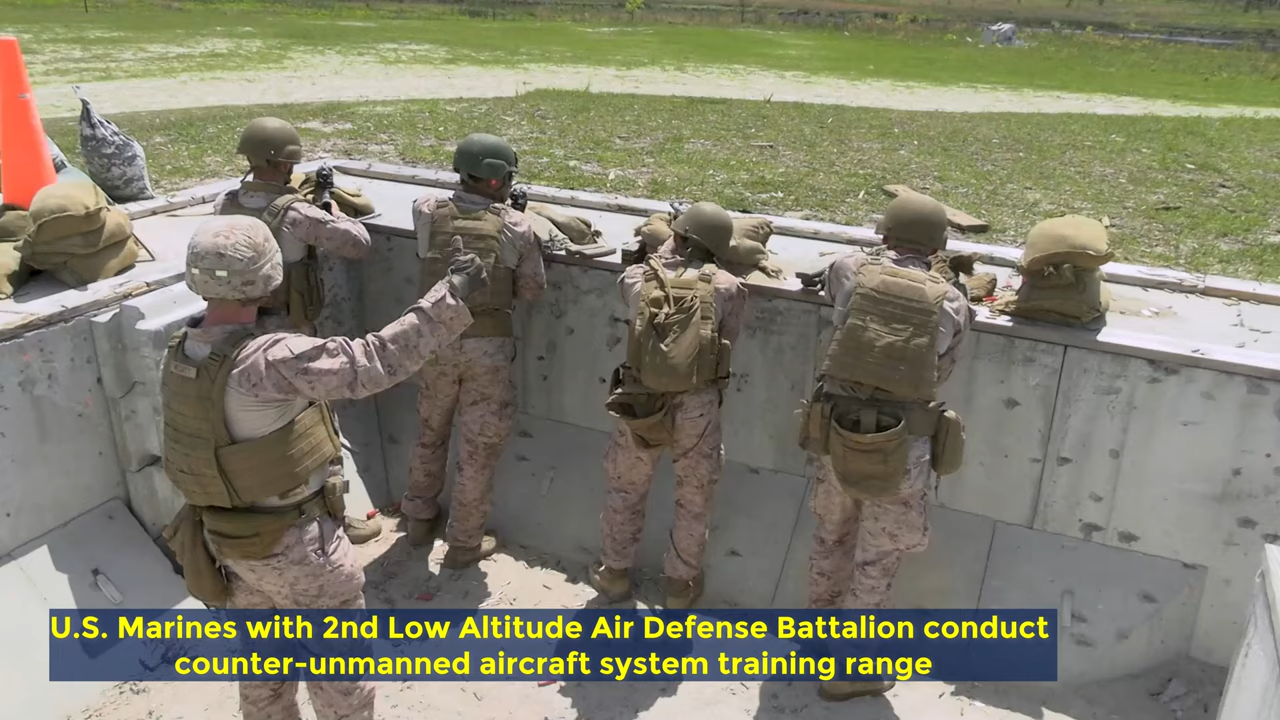 U.S. Marines with 2nd Low Altitude Air Defense Battalion conduct
counter-unmanned aircraft system training range